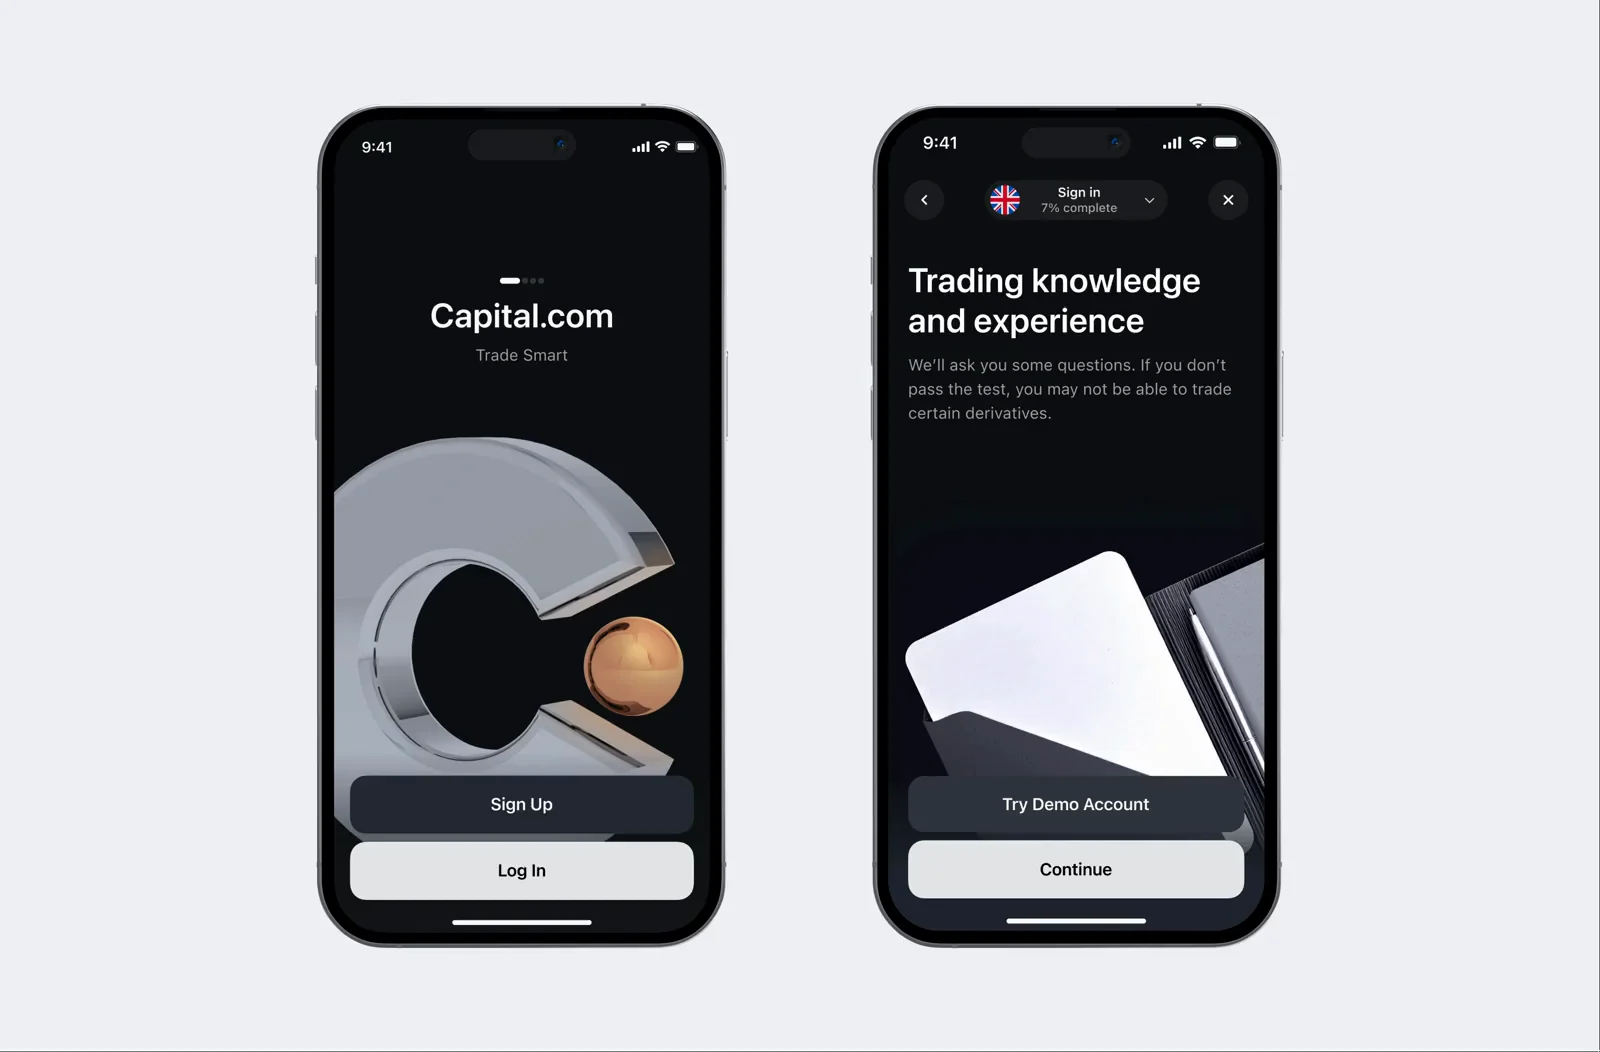 9:41
Capital.com
Trade Smart
Sign Up
Log In
9:41
Sign in
7% complete
Trading knowledge
and experience
We’ll ask you some questions. If you don’t
pass the test, you may not be able to trade
certain derivatives.
Try Demo Account
Continue